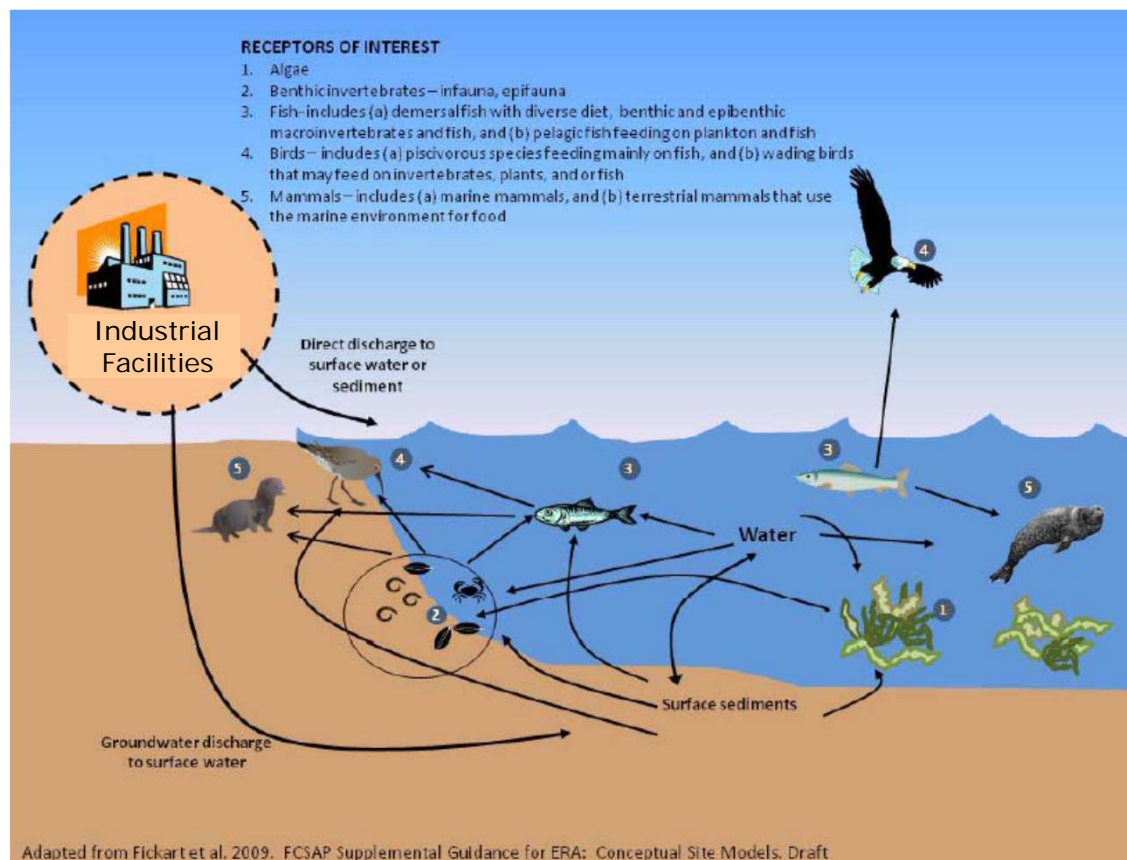 RECEPTORS OF INTEREST
1. Algae
2. Benthic invertebrates – infauna, epifauna
3. Fish–includes (a) demersal fish with diverse diet, benthic and epibenthic
macroinvertebrates and fish, and (b) pelagic fish feeding on plankton and fish
4. Birds – includes (a) piscivorous species feeding mainly on fish, and (b) wading birds
that may feed on invertebrates, plants, and or fish
5. Mammals – includes (a) marine mammals, and (b) terrestrial mammals that use
the marine environment for food
4
Industrial
Facilities
Direct discharge to
surface water or
sediment
5
4
3
3
5
Water
2
1
Surface sediments
Groundwater discharge
to surface water
Adapted from Fickart et al. 2009. FCSAP Supplemental Guidance for ERA: Conceptual Site Models. Draft